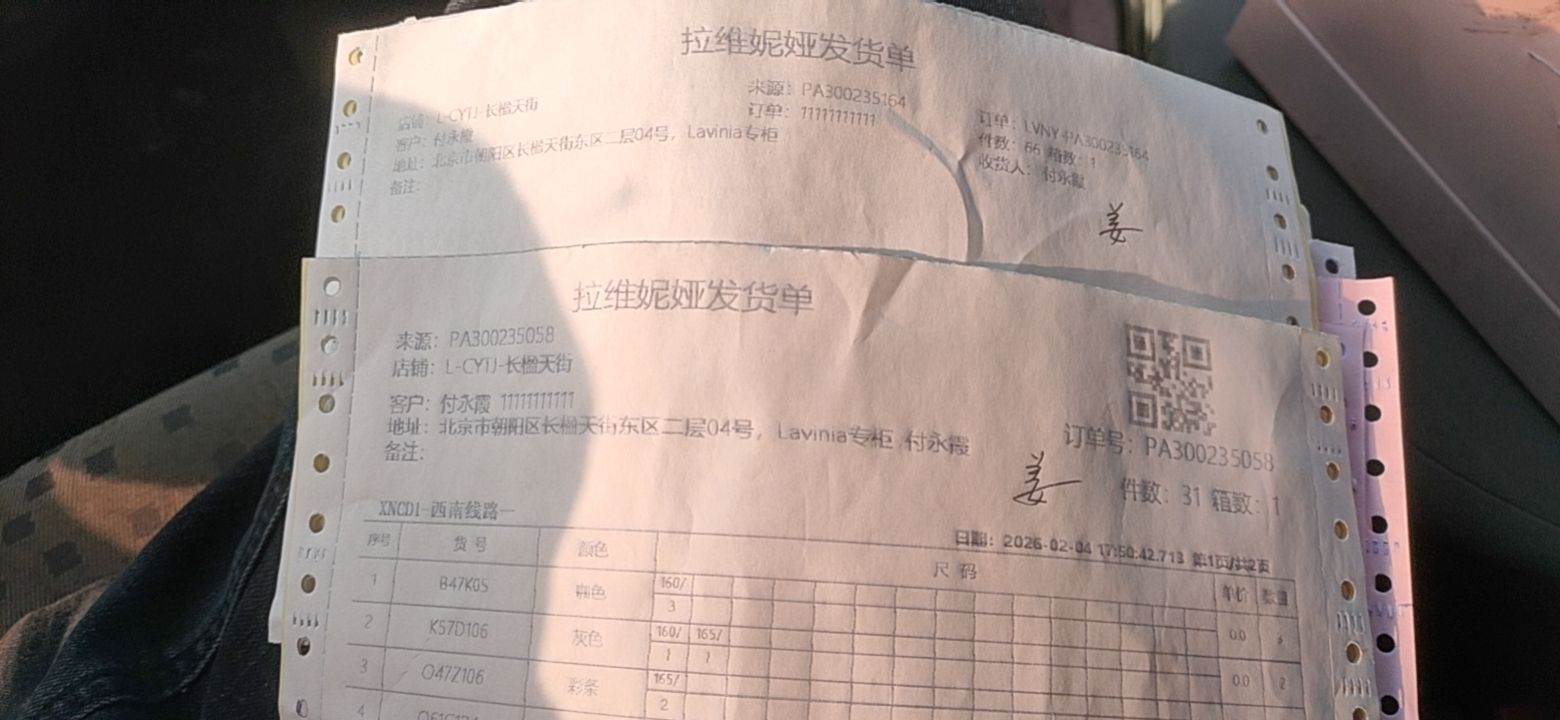 拉维妮娅发货单
来源：PA300235164
店铺：L-CYTJ-长楹天街
订单：11111111111
订单：LVNY-PA300235164
客户：付永霞
件数：66 箱数：1
地址：北京市朝阳区长楹天街东区二层04号，Lavinia专柜
收货人：付永霞
备注：
姜
拉维妮娅发货单
来源：PA300235058
店铺：L-CYTJ-长楹天街
客户：付永霞 11111111111
地址：北京市朝阳区长楹天街东区二层04号，Lavinia专柜 付永霞
订单号：PA300235058
备注：
姜
件数：31 箱数：1
XNCD1-西南线路一
日期：2026-02-04 17:50:42.713 第1页/共2页
序号 货号 颜色 尺码 单价 数量
1 B47K05 咖色 160/
3
2 K57D106 灰色 160/ 165/ 0.0
1 1
3 O47Z106 彩条 165/ 0.0 2
2
4